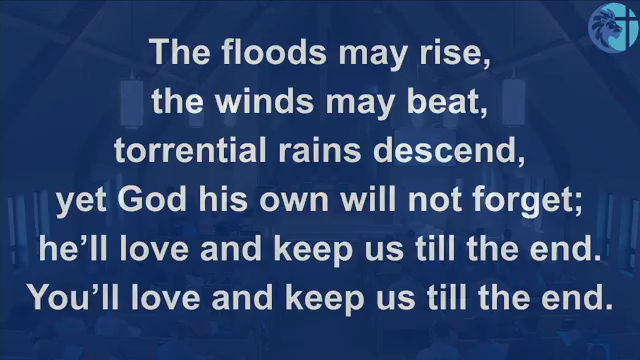 The floods may rise,
the winds may beat,
torrential rains descend,
yet God his own will not forget;
he'll love and keep us till the end.
You'll love and keep us till the end.